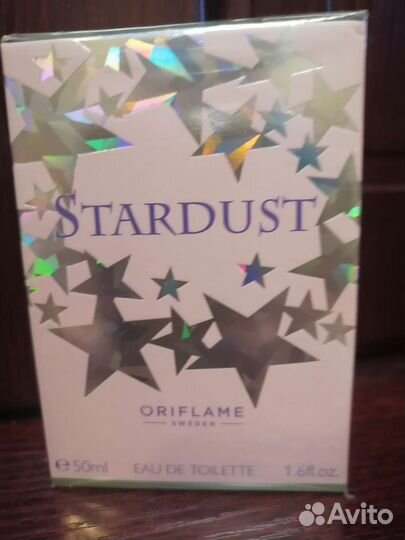 STARDUST
ORIFLAME
SWEDEN
℮50ml EAU DE TOILETTE 1.6fl.oz.
Avito